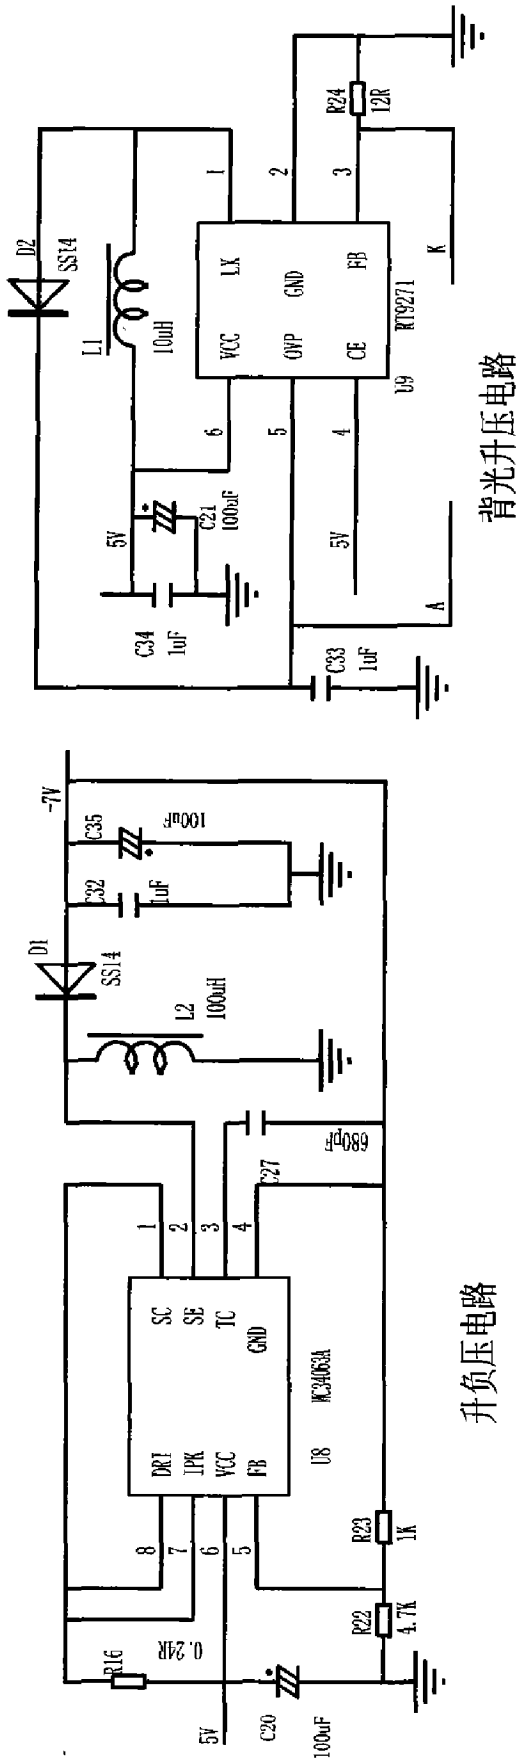 D2
SS14
L1
10uH
5V
C34
1uF
C21
100uF
6
5
4
5V
VCC
OVP
CE
LX
GND
FB
RT9271
U9
1
2
3
R24
12R
K
A
C33
1uF
背光升压电路
-7V
C35
100uF
C32
1uF
D1
SS14
L2
100uH
680pF
C27
1
2
3
4
SC
SE
TC
GND
DRI
IPK
VCC
FB
MC34063A
U8
8
7
6
5
R16
0.24R
5V
C20
100uF
R22
4.7K
R23
1K
升负压电路